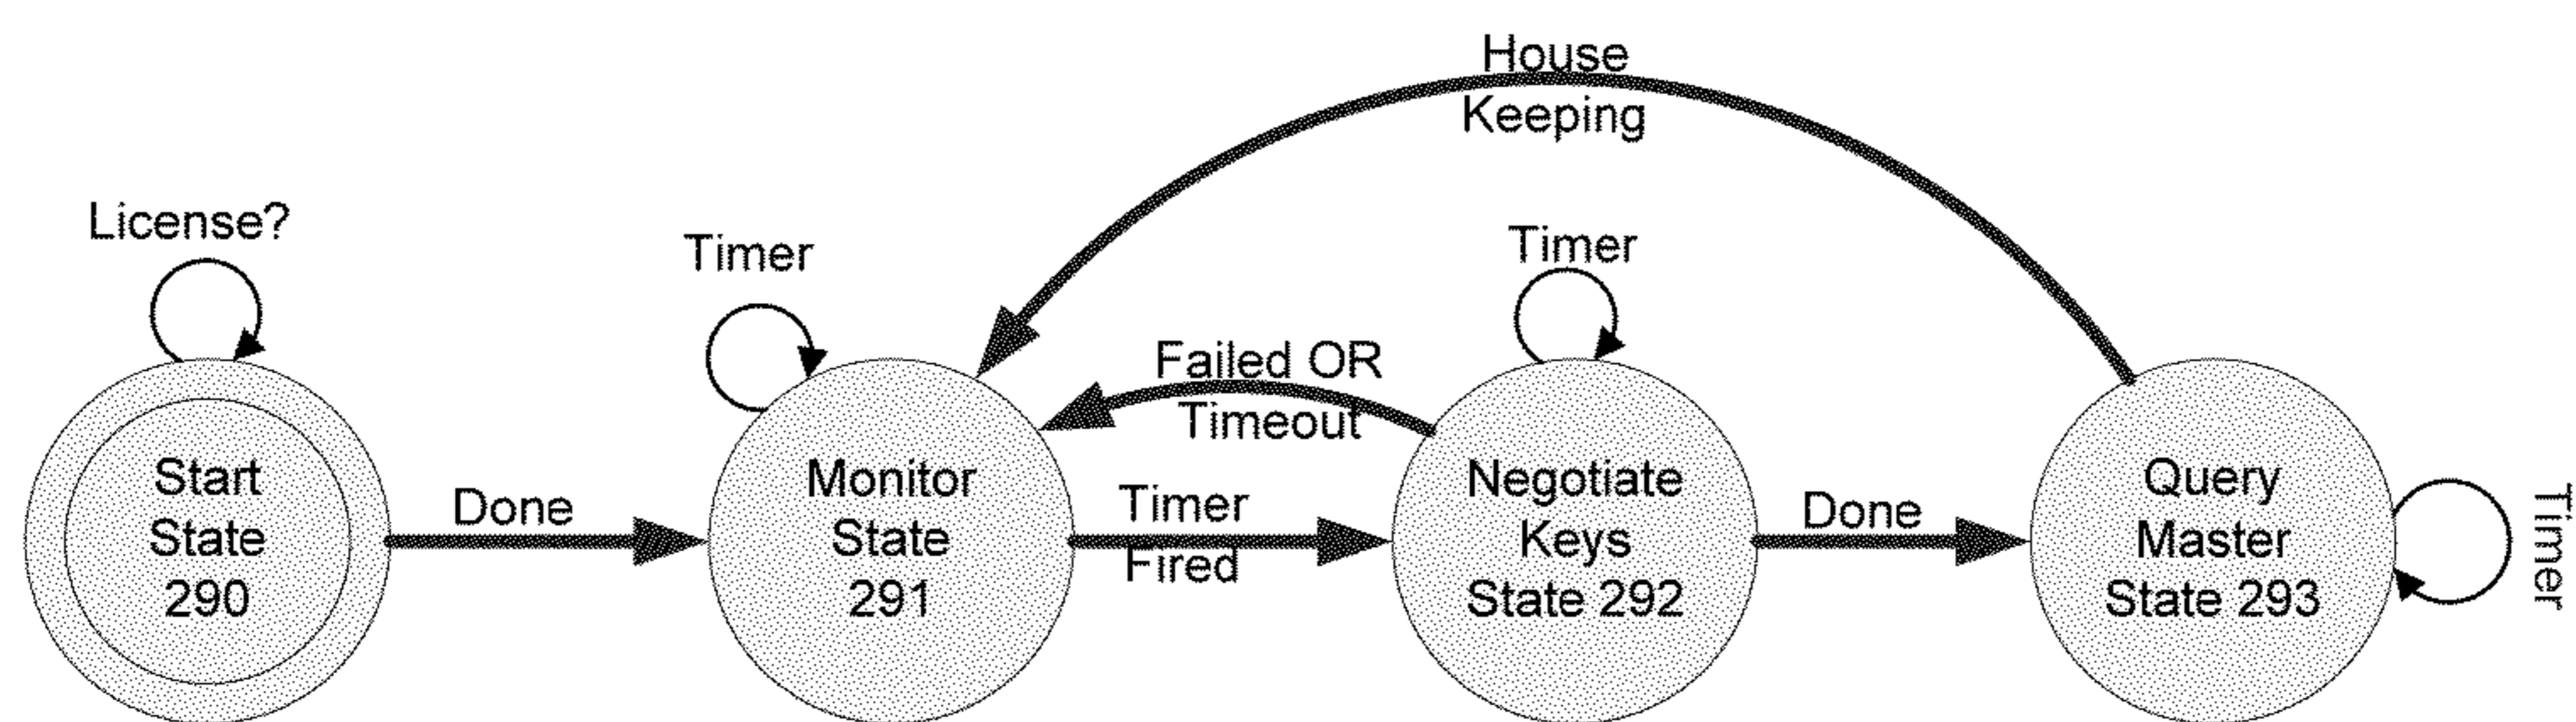 House
Keeping
License?
Timer
Timer
Failed OR
Timeout
Start
State
290
Done
Monitor
State
291
Timer
Fired
Negotiate
Keys
State 292
Done
Query
Master
State 293
Timer